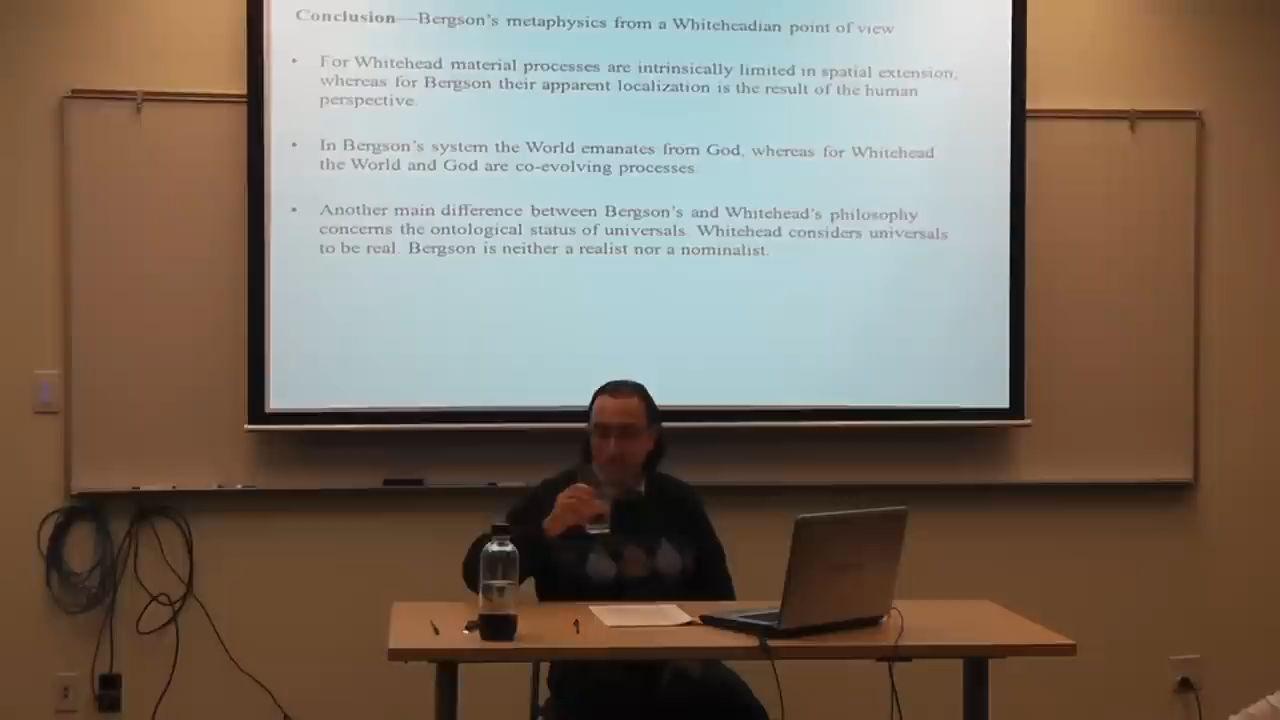 Conclusion—Bergson's metaphysics from a Whiteheadian point of view
• For Whitehead material processes are intrinsically limited in spatial extension,
whereas for Bergson their apparent localization is the result of the human
perspective.
• In Bergson's system the World emanates from God, whereas for Whitehead
the World and God are co-evolving processes.
• Another main difference between Bergson's and Whitehead's philosophy
concerns the ontological status of universals. Whitehead considers universals
to be real. Bergson is neither a realist nor a nominalist.